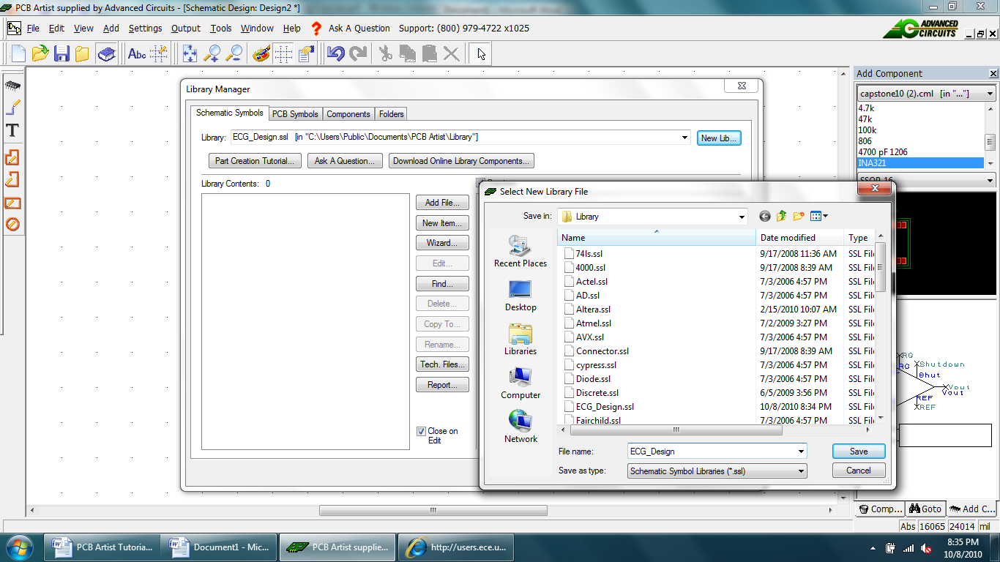 PCB Artist supplied by Advanced Circuits - [Schematic Design: Design2 *]
File Edit View Add Settings Output Tools Window Help ? Ask A Question Support: (800) 979-4722 x1025
ADVANCED CIRCUITS
Abc
Library Manager
Schematic Symbols PCB Symbols Components Folders
Library: ECG_Design.ssl [in "C:\Users\Public\Documents\PCB Artist\Library"] New Lib...
Part Creation Tutorial... Ask A Question... Download Online Library Components...
Library Contents: 0
Add File...
New Item...
Wizard...
Edit...
Find...
Delete...
Copy To...
Rename...
Tech. Files...
Report...
Close on Edit
Select New Library File
Save in: Library
Recent Places
Desktop
Libraries
Computer
Network
Name Date modified Type
74ls.ssl 9/17/2008 11:36 AM SSL File
4000.ssl 9/17/2008 8:39 AM SSL File
Actel.ssl 7/3/2006 4:57 PM SSL File
AD.ssl 7/3/2006 4:57 PM SSL File
Altera.ssl 2/15/2010 10:07 AM SSL File
Atmel.ssl 7/2/2009 3:27 PM SSL File
AVX.ssl 7/3/2006 4:57 PM SSL File
Connector.ssl 9/17/2008 8:39 AM SSL File
cypress.ssl 7/3/2006 4:57 PM SSL File
Diode.ssl 7/3/2006 4:57 PM SSL File
Discrete.ssl 6/5/2009 3:56 PM SSL File
ECG_Design.ssl 10/8/2010 8:34 PM SSL File
Fairchild.ssl 7/3/2006 4:57 PM SSL File
File name: ECG_Design Save
Save as type: Schematic Symbol Libraries (*.ssl) Cancel
Add Component
capstone10 (2).cml [in "..."]
4.7k
47k
100k
806
4700 pF 1206
INA321
SSOP-16
RG
RG Shutdown
Shut
Vout
Vout
REF
REF
Comp... Goto Add C...
Abs 16065 24014 mil
PCB Artist Tutoria... Document1 - Mic... PCB Artist supplie... http://users.ece.u...
8:35 PM
10/8/2010